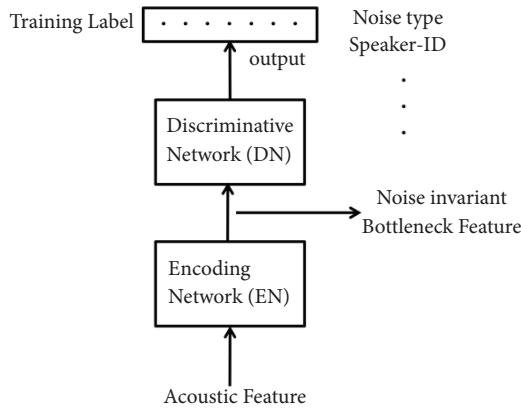 Training Label
Noise type
Speaker-ID
output
Discriminative
Network (DN)
Noise invariant
Bottleneck Feature
Encoding
Network (EN)
Acoustic Feature